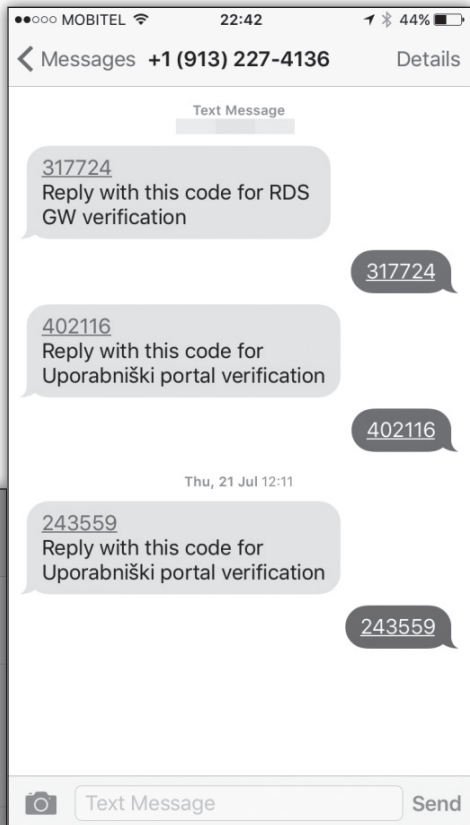 MOBITEL 22:42 44%
Messages +1 (913) 227-4136 Details
Text Message
317724
Reply with this code for RDS
GW verification
317724
402116
Reply with this code for
Uporabniški portal verification
402116
Thu, 21 Jul 12:11
243559
Reply with this code for
Uporabniški portal verification
243559
Text Message Send